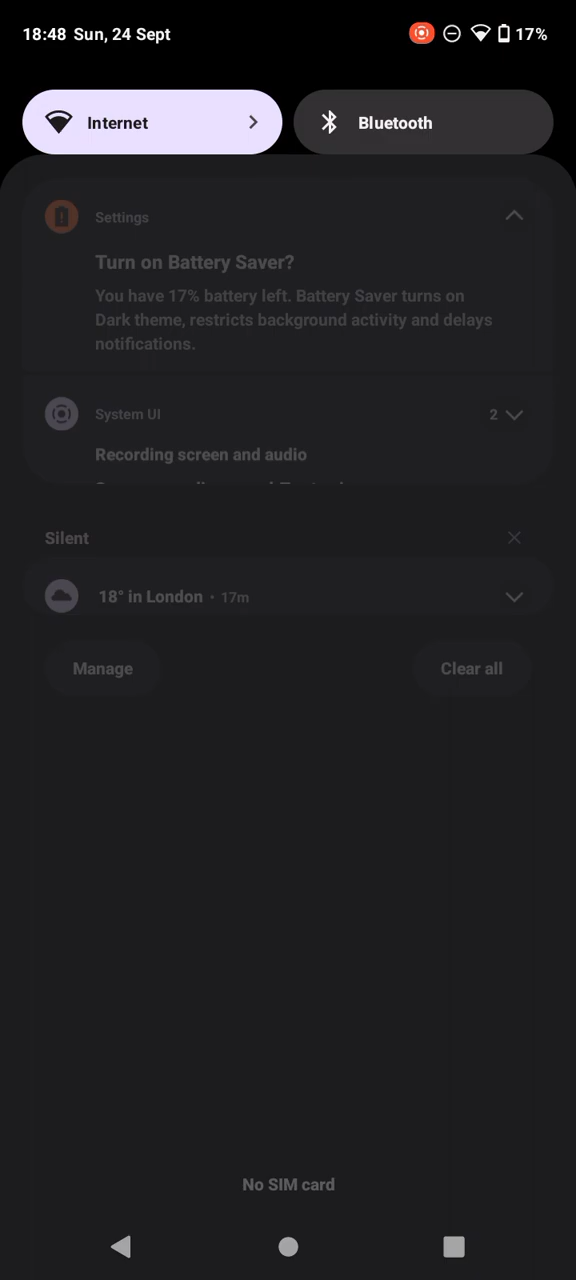 18:48 Sun, 24 Sept 17%
Internet Bluetooth
Settings
Turn on Battery Saver?
You have 17% battery left. Battery Saver turns on
Dark theme, restricts background activity and delays
notifications.
System UI 2
Recording screen and audio
Silent
18° in London • 17m
Manage Clear all
No SIM card